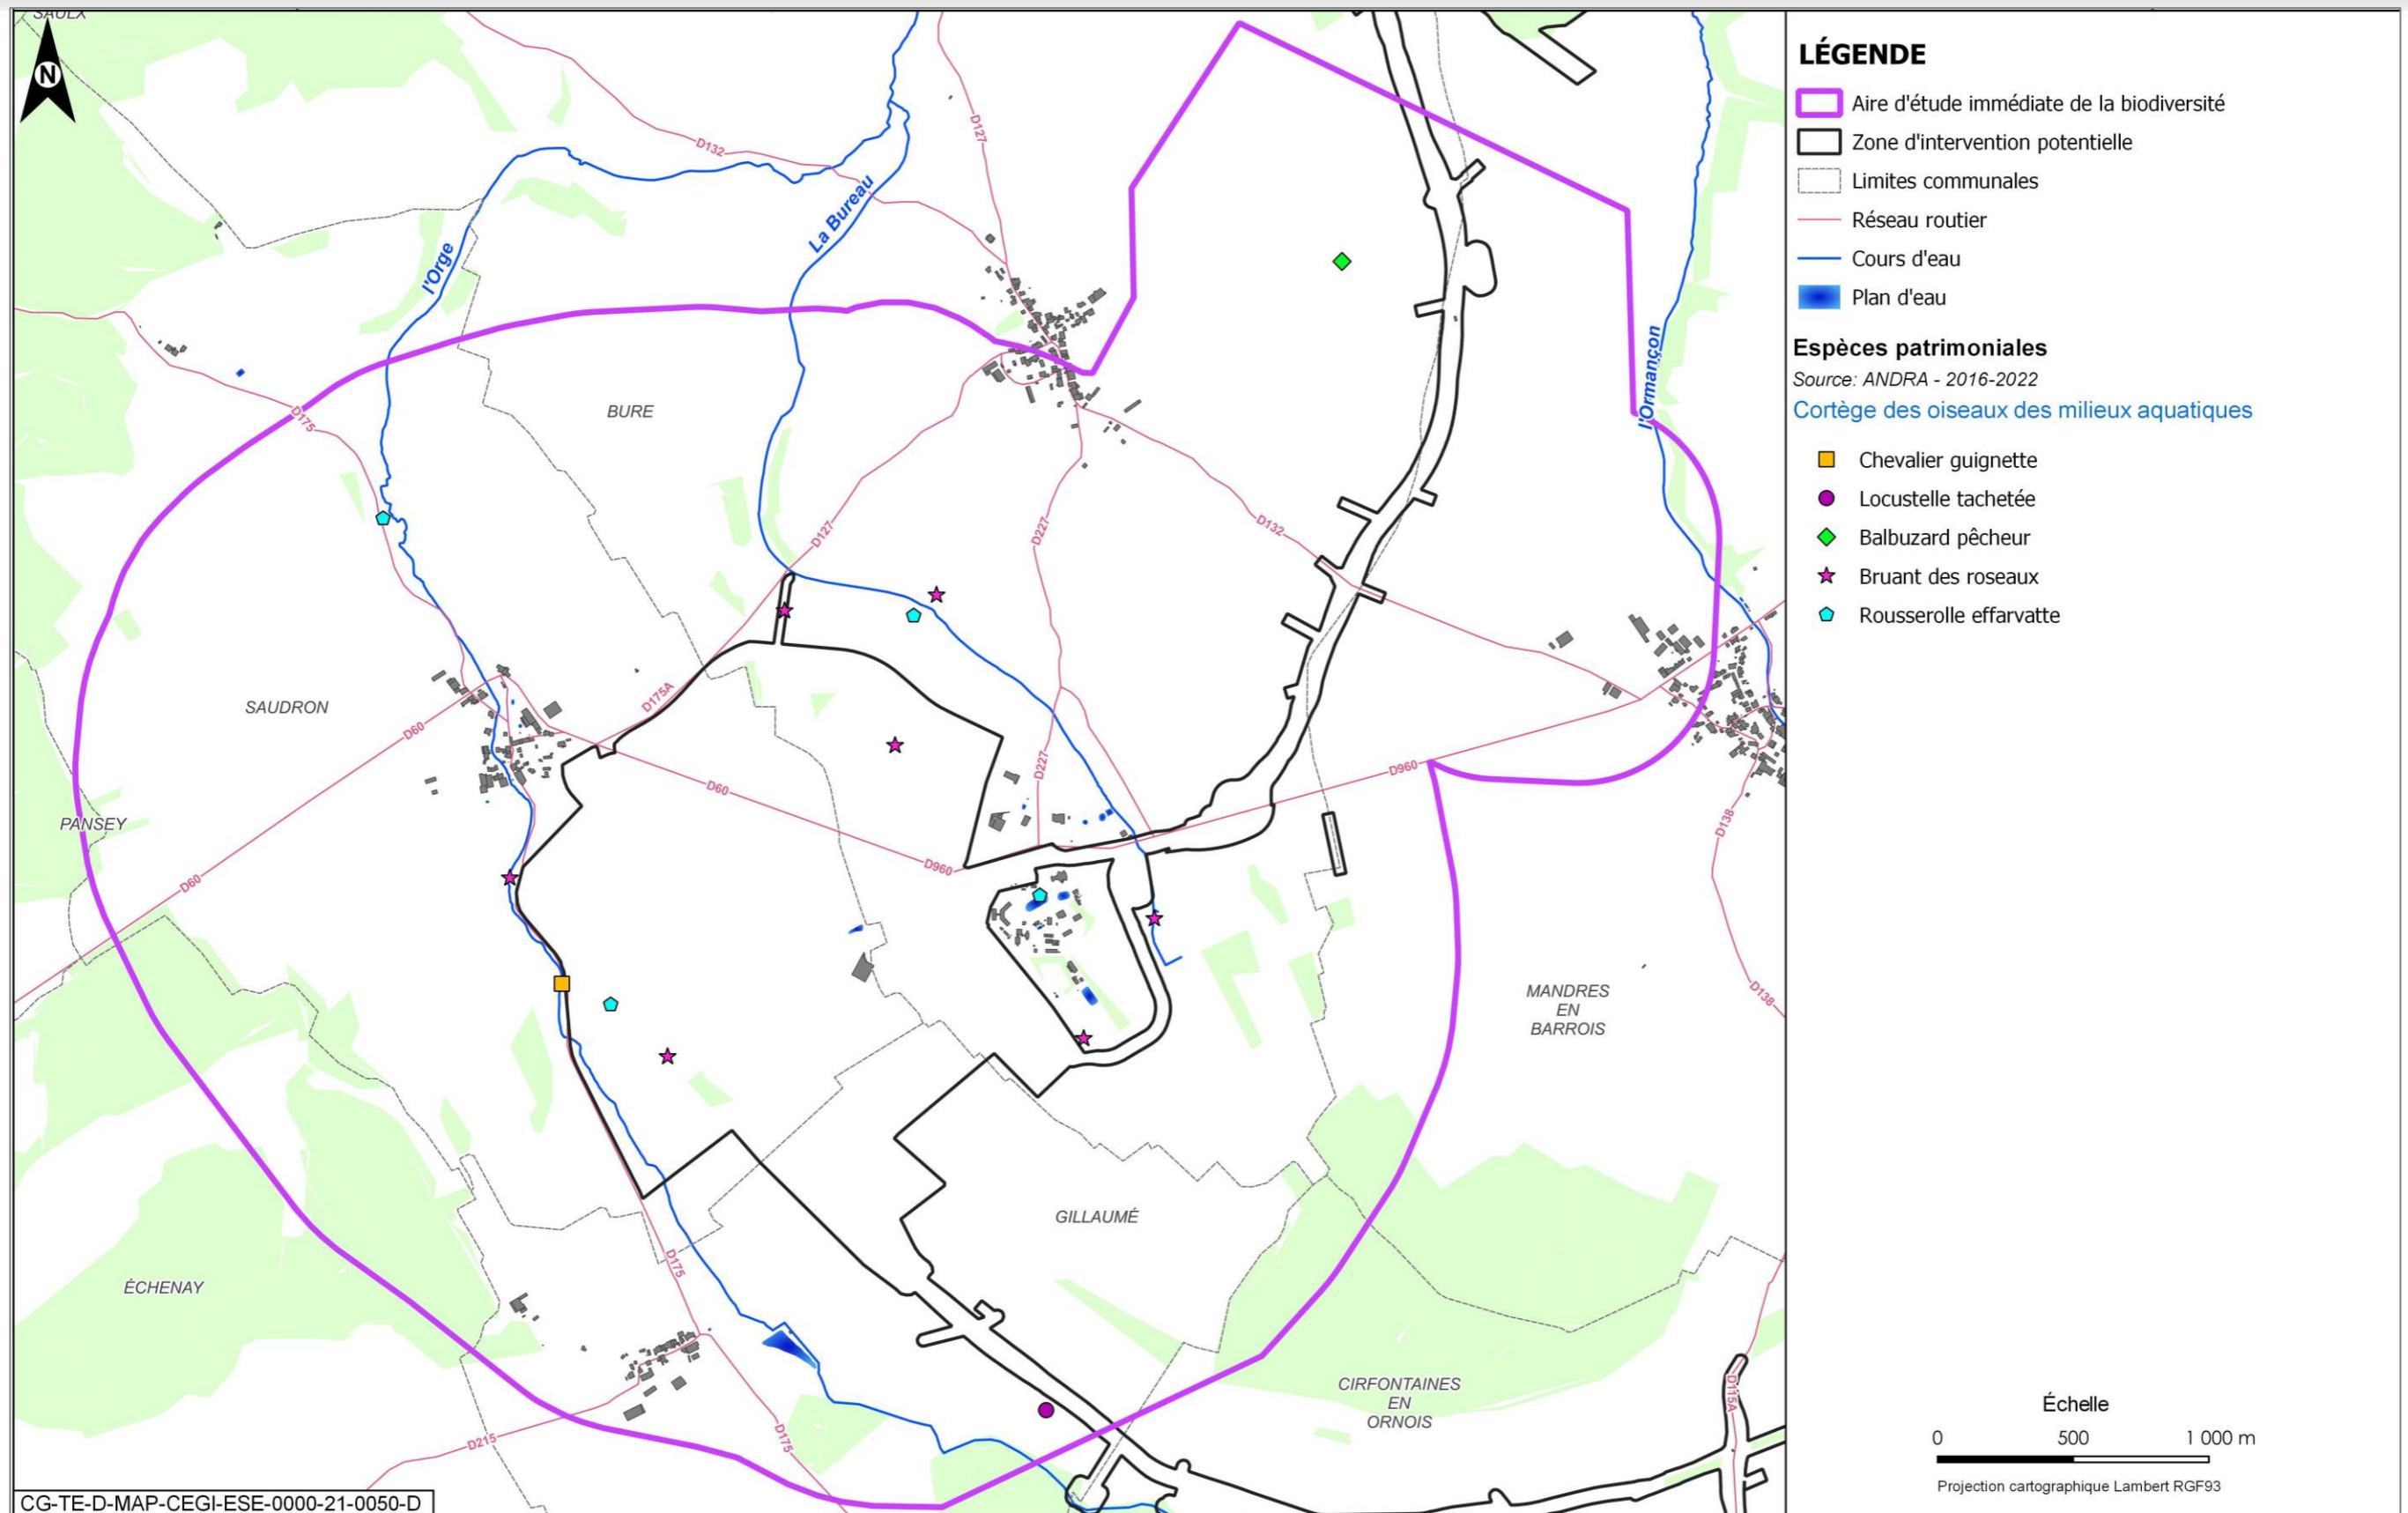 SAULX
N
D132
D127
La Bureau
l'Orge
D175
BURE
l'Ormançon
D127
D227
D132
SAUDRON
D175A
D60
D227
D60
D960
PANSEY
D60
D960
D138
D138
MANDRES
EN
BARROIS
GILLAUMÉ
D175
ÉCHENAY
CIRFONTAINES
EN
ORNOIS
D115A
D215
D175
CG-TE-D-MAP-CEGI-ESE-0000-21-0050-D
LÉGENDE
Aire d'étude immédiate de la biodiversité
Zone d'intervention potentielle
Limites communales
Réseau routier
Cours d'eau
Plan d'eau
Espèces patrimoniales
Source: ANDRA - 2016-2022
Cortège des oiseaux des milieux aquatiques
Chevalier guignette
Locustelle tachetée
Balbuzard pêcheur
Bruant des roseaux
Rousserolle effarvatte
Échelle
0 500 1 000 m
Projection cartographique Lambert RGF93